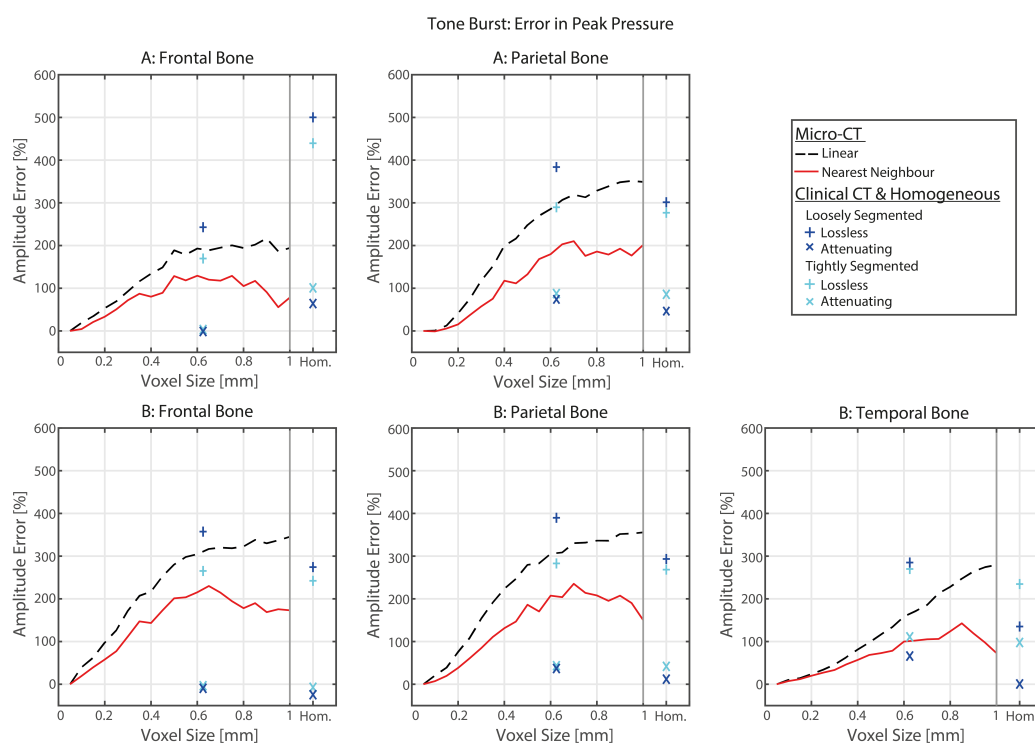 Tone Burst: Error in Peak Pressure
A: Frontal Bone
Amplitude Error [%]
600
500
400
300
200
100
0
0 0.2 0.4 0.6 0.8 1 Hom.
Voxel Size [mm]
A: Parietal Bone
Amplitude Error [%]
600
500
400
300
200
100
0
0.2 0.4 0.6 0.8 1 Hom.
Voxel Size [mm]
Micro-CT
Linear
Nearest Neighbour
Clinical CT & Homogeneous
Loosely Segmented
Lossless
Attenuating
Tightly Segmented
Lossless
Attenuating
B: Frontal Bone
Amplitude Error [%]
600
500
400
300
200
100
0
0 0.2 0.4 0.6 0.8 1 Hom.
Voxel Size [mm]
B: Parietal Bone
Amplitude Error [%]
600
500
400
300
200
100
0
0.2 0.4 0.6 0.8 1 Hom.
Voxel Size [mm]
B: Temporal Bone
Amplitude Error [%]
600
500
400
300
200
100
0
0 0.2 0.4 0.6 0.8 1 Hom.
Voxel Size [mm]